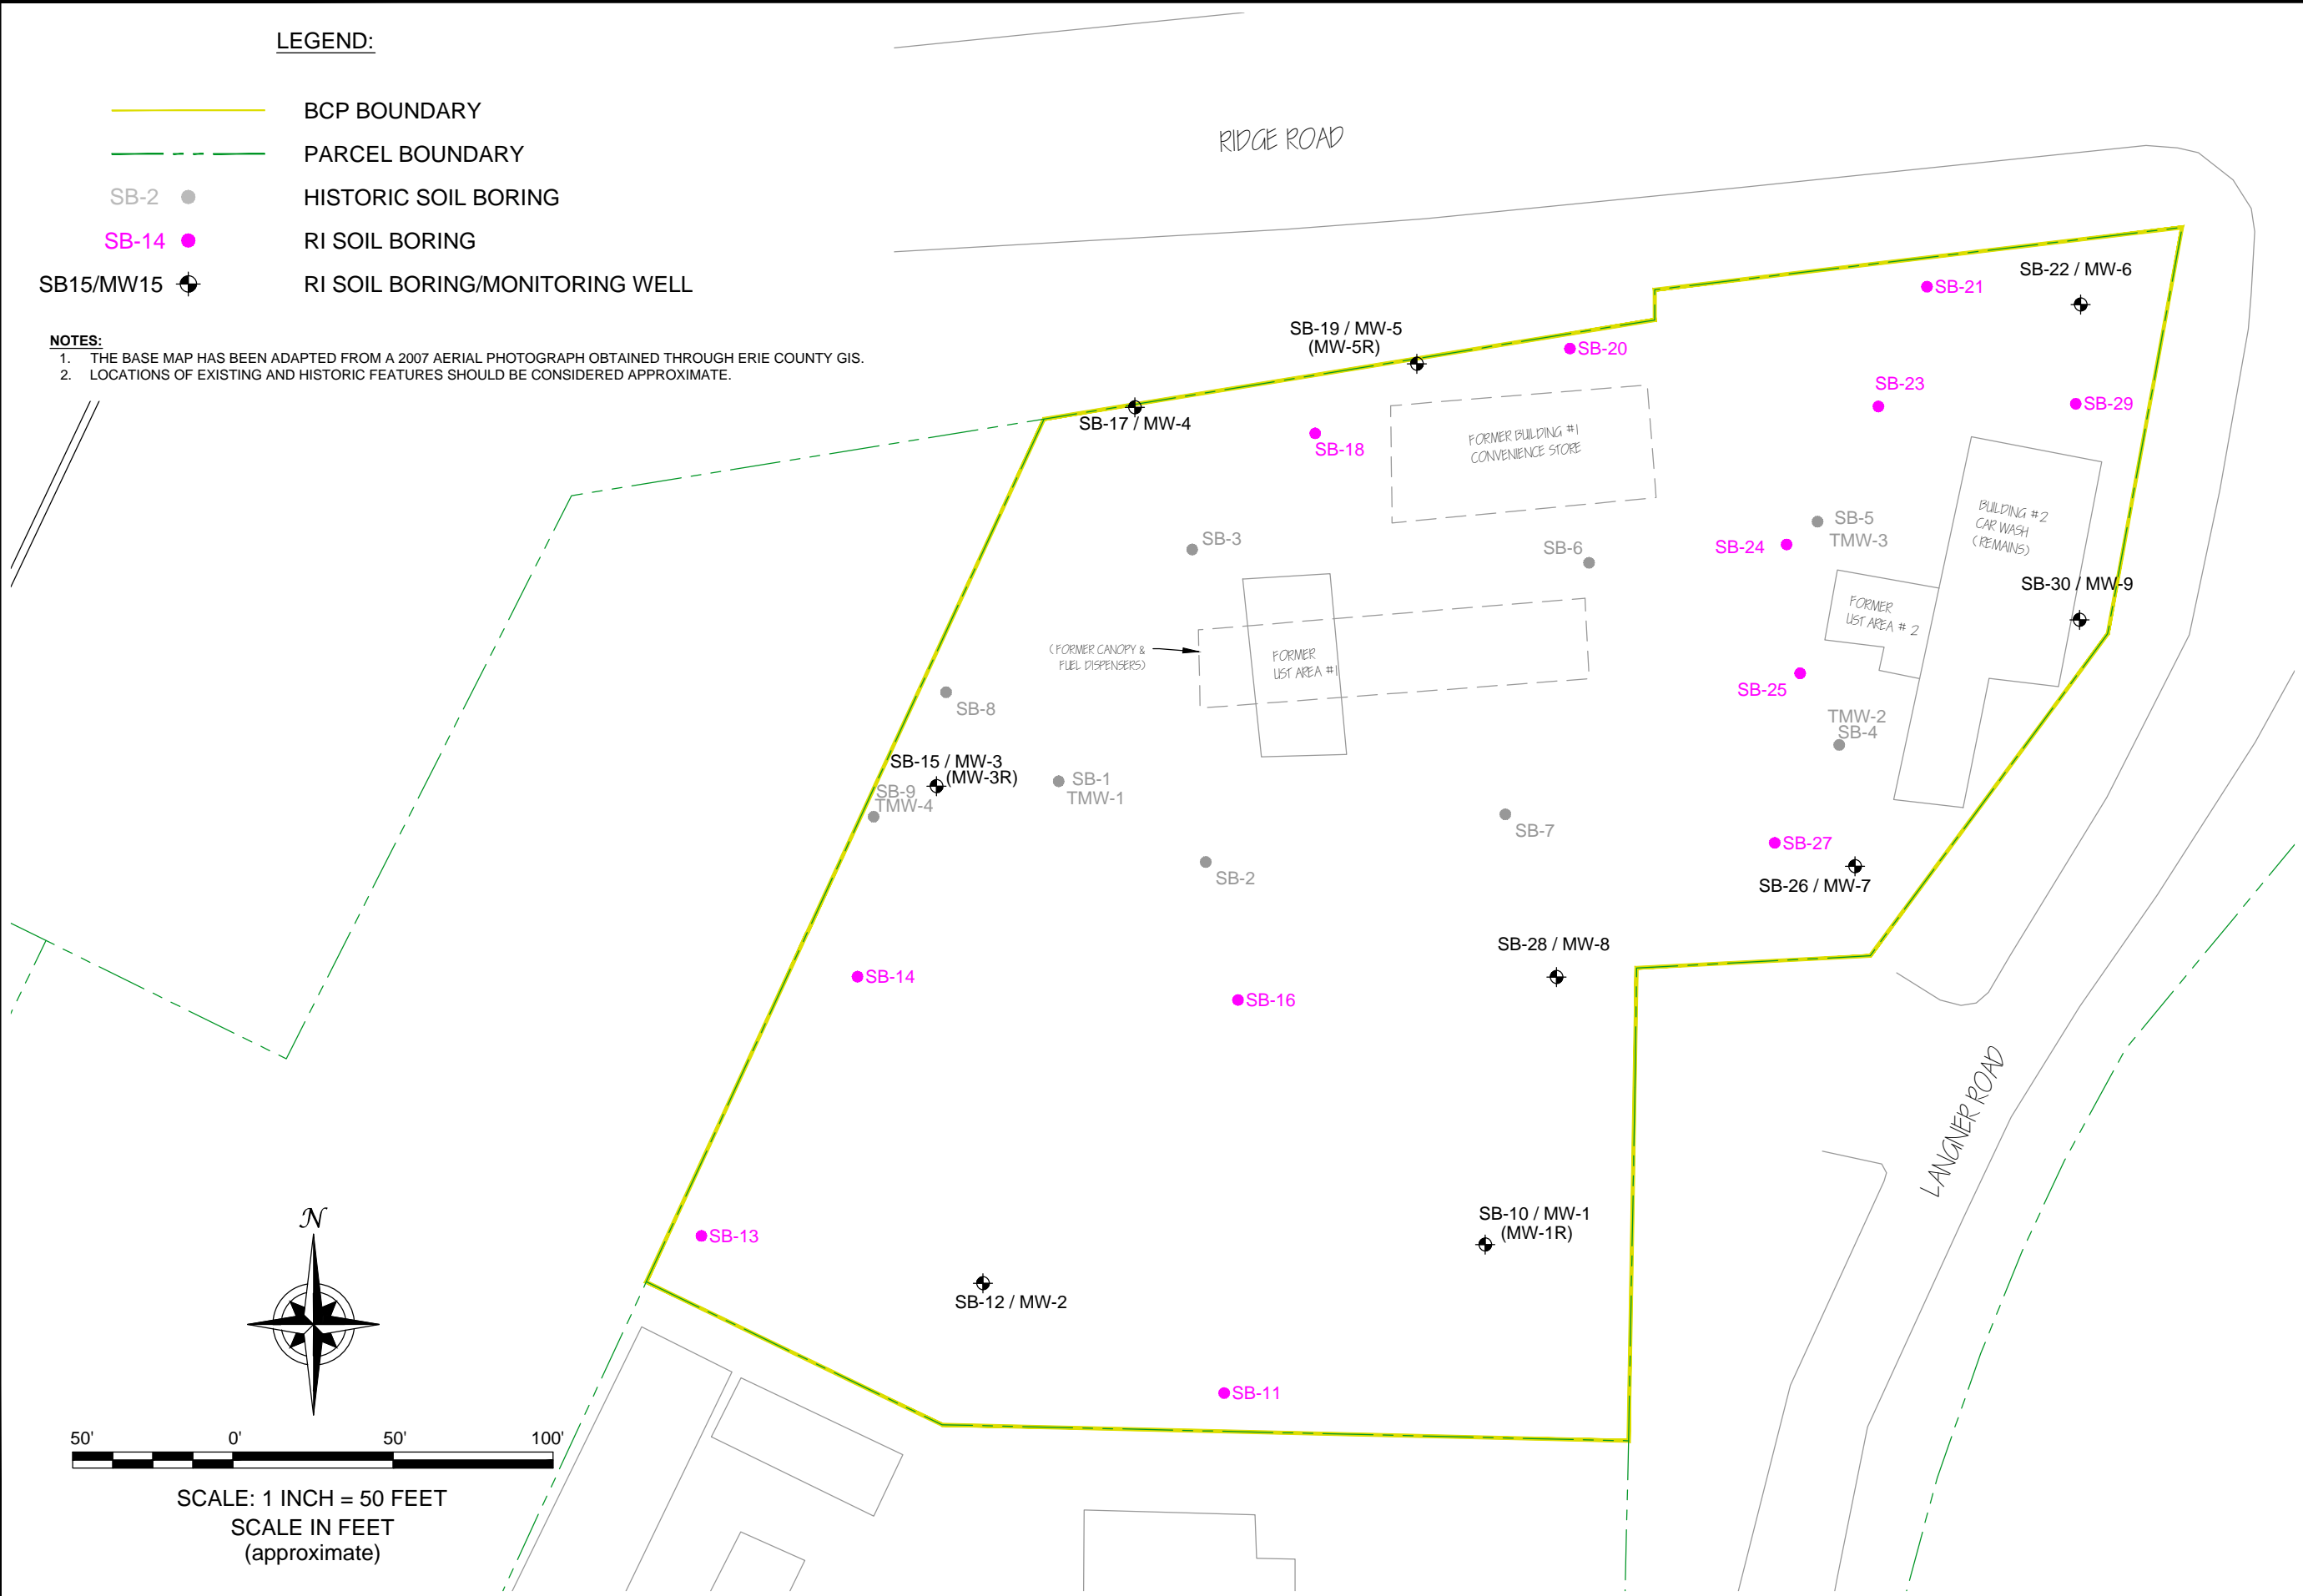 LEGEND:
BCP BOUNDARY
PARCEL BOUNDARY
SB-2 HISTORIC SOIL BORING
SB-14 RI SOIL BORING
SB15/MW15 RI SOIL BORING/MONITORING WELL
NOTES:
1. THE BASE MAP HAS BEEN ADAPTED FROM A 2007 AERIAL PHOTOGRAPH OBTAINED THROUGH ERIE COUNTY GIS.
2. LOCATIONS OF EXISTING AND HISTORIC FEATURES SHOULD BE CONSIDERED APPROXIMATE.
RIDGE ROAD
SB-22 / MW-6
SB-21
SB-19 / MW-5
(MW-5R)
SB-20
SB-23
SB-29
SB-17 / MW-4
SB-18
FORMER BUILDING #1
CONVENIENCE STORE
SB-3
SB-6
SB-24
SB-5
TMW-3
BUILDING #2
CAR WASH
(REMAINS)
SB-30 / MW-9
FORMER
UST AREA # 2
(FORMER CANOPY &
FUEL DISPENSERS)
FORMER
UST AREA #1
SB-8
SB-25
TMW-2
SB-4
SB-15 / MW-3
(MW-3R)
SB-9
TMW-4
SB-1
TMW-1
SB-7
SB-2
SB-27
SB-26 / MW-7
SB-28 / MW-8
SB-14
SB-16
LANGNER ROAD
SB-13
SB-10 / MW-1
(MW-1R)
SB-12 / MW-2
SB-11
N
50' 0' 50' 100'
SCALE: 1 INCH = 50 FEET
SCALE IN FEET
(approximate)